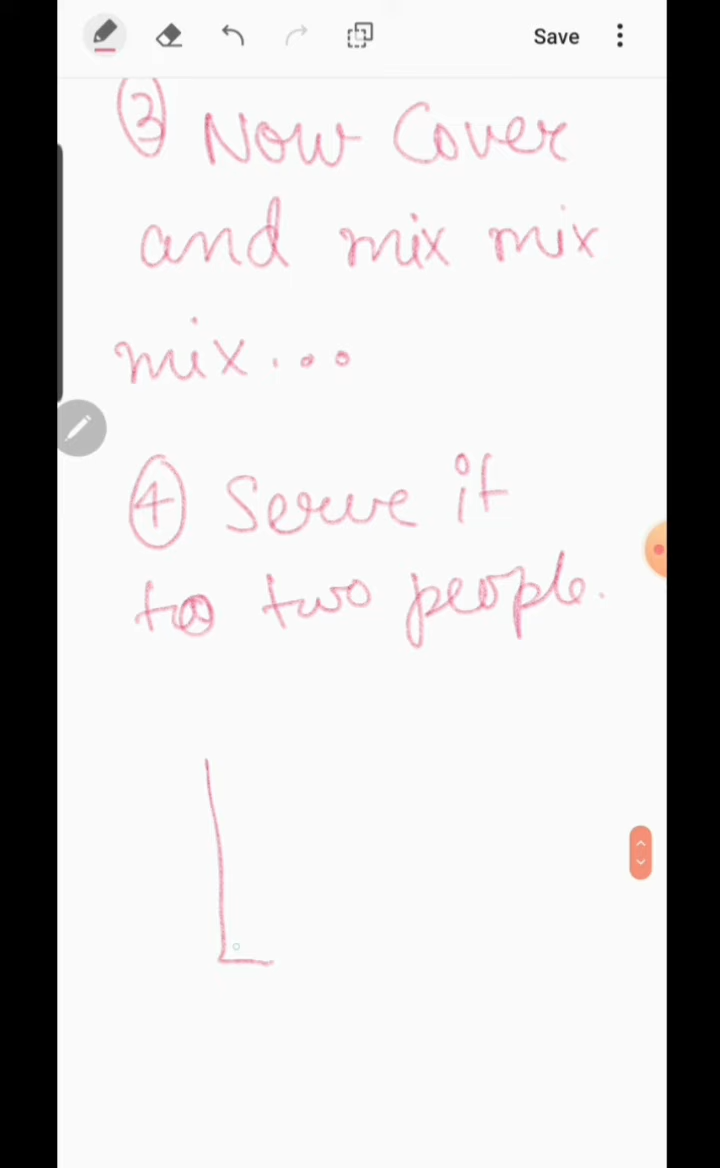 Save
③ Now Cover
and mix mix
mix....
④ Serve it
to two people.